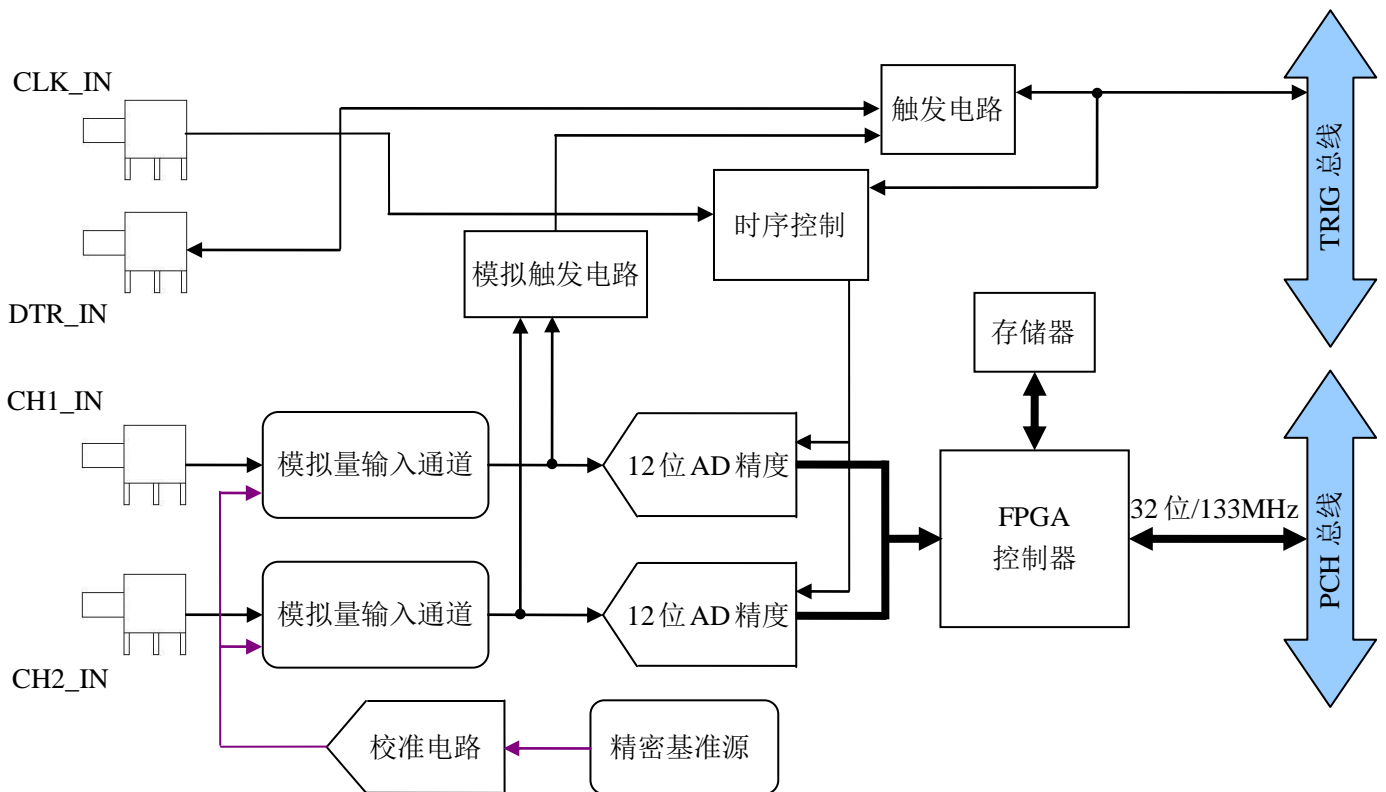 CLK_IN
触发电路
TRIG 总线
时序控制
DTR_IN
模拟触发电路
存储器
CH1_IN
模拟量输入通道
12位AD精度
FPGA
控制器
32 位/133MHz
PCH 总线
模拟量输入通道
12位AD精度
CH2_IN
校准电路
精密基准源